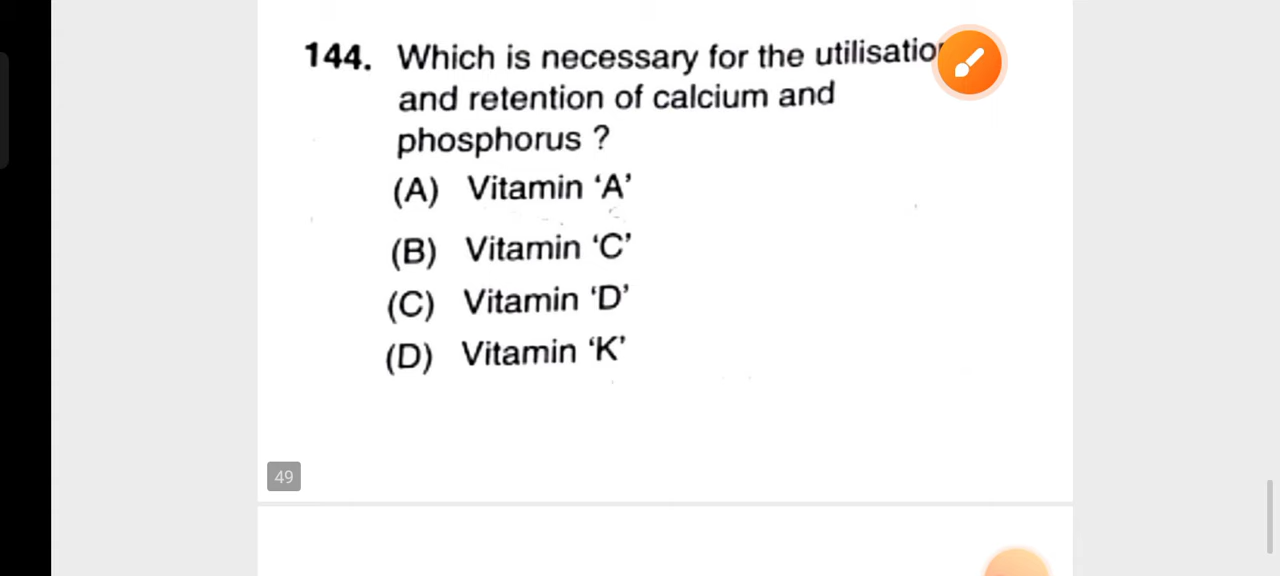 144. Which is necessary for the utilisatio
and retention of calcium and
phosphorus ?
(A) Vitamin ‘A’
(B) Vitamin ‘C’
(C) Vitamin ‘D’
(D) Vitamin ‘K’
49